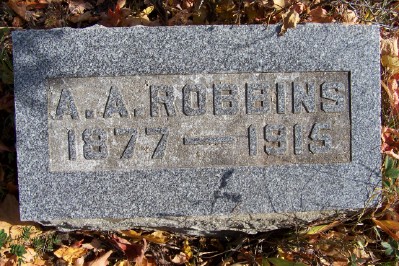 A. A. ROBBINS
1877 — 1915